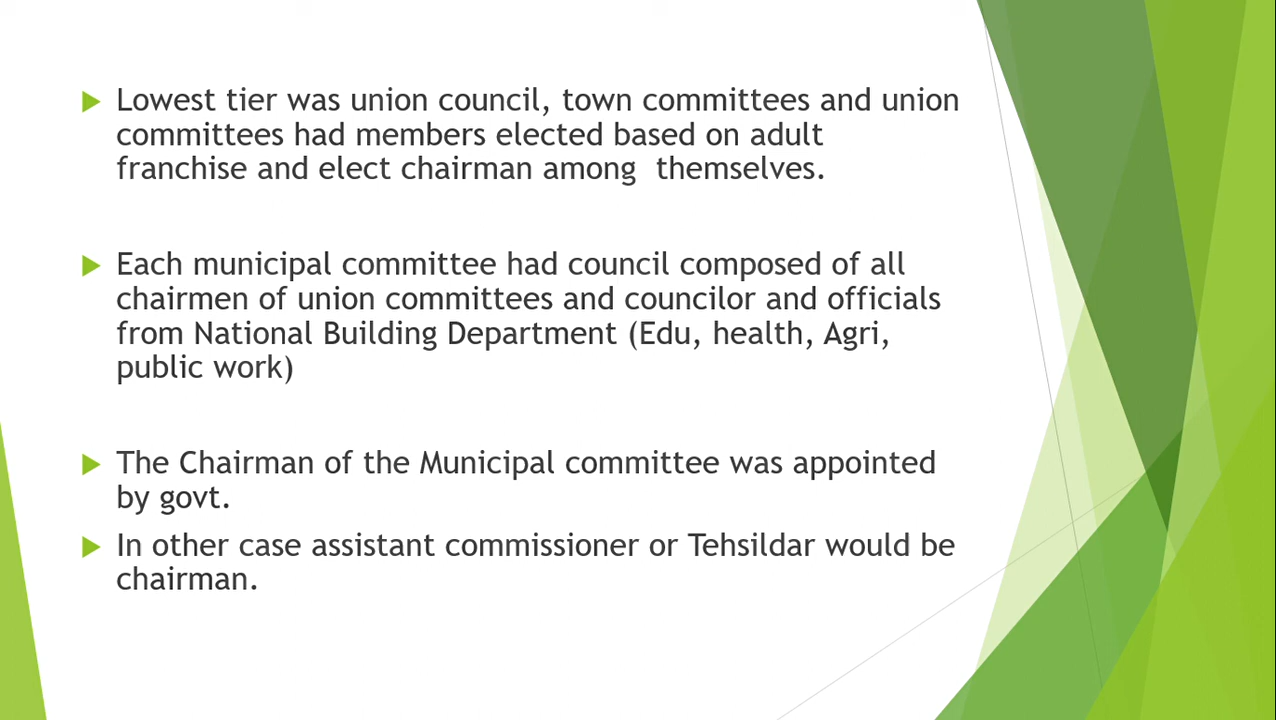 Lowest tier was union council, town committees and union
committees had members elected based on adult
franchise and elect chairman among  themselves.
Each municipal committee had council composed of all
chairmen of union committees and councilor and officials
from National Building Department (Edu, health, Agri,
public work)
The Chairman of the Municipal committee was appointed
by govt.
In other case assistant commissioner or Tehsildar would be
chairman.